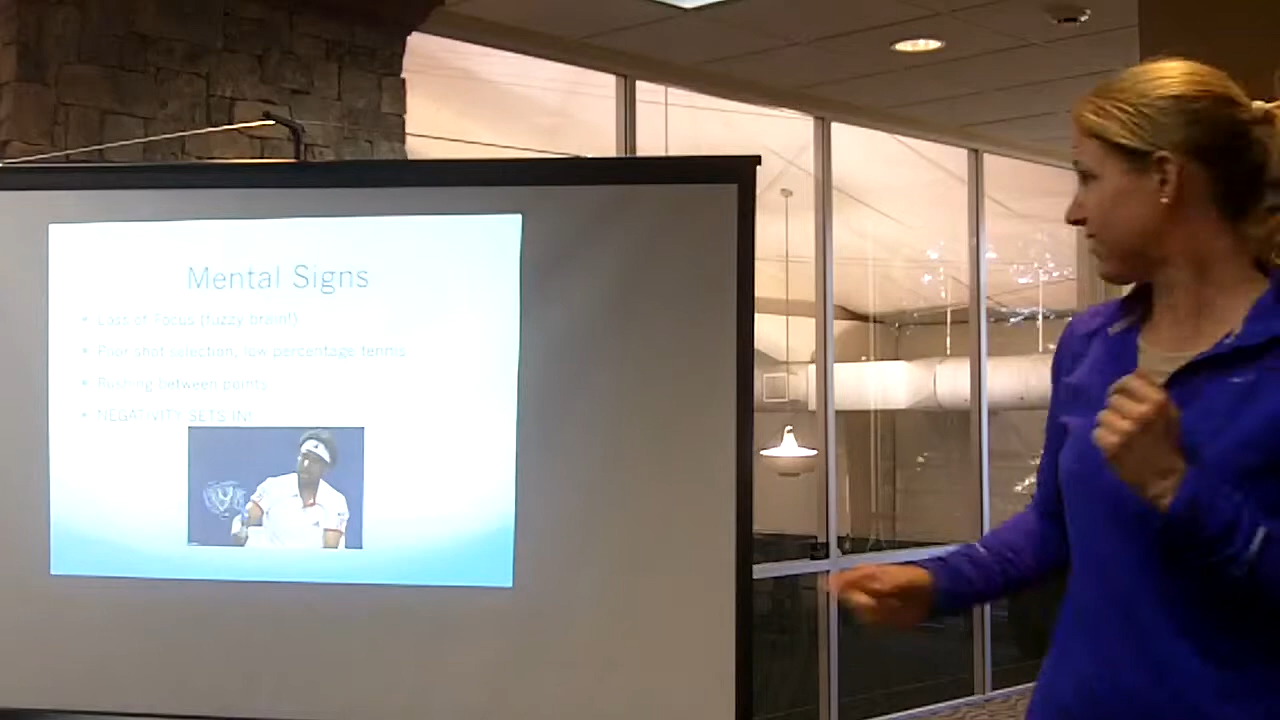 Mental Signs
• Loss of Focus (fuzzy brain!)
• Poor shot selection, low percentage tennis
• Rushing between points
• NEGATIVITY SETS IN!